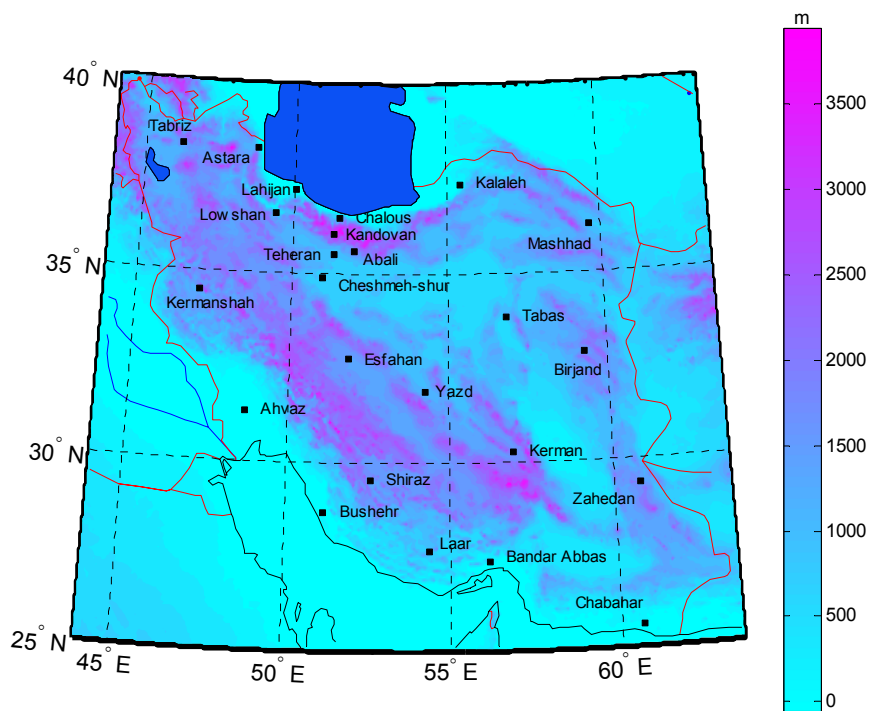 m
40° N
3500
Tabriz
Astara
3000
Lahijan
Kalaleh
Low shan
Chalous
Kandovan
Mashhad
35° N
Teheran
Abali
2500
Cheshmeh-shur
Kermanshah
Tabas
2000
Esfahan
Birjand
Yazd
Ahvaz
1500
30° N
Kerman
Shiraz
Zahedan
Bushehr
1000
Laar
Bandar Abbas
Chabahar
500
25° N
45° E
50° E
55° E
60° E
0